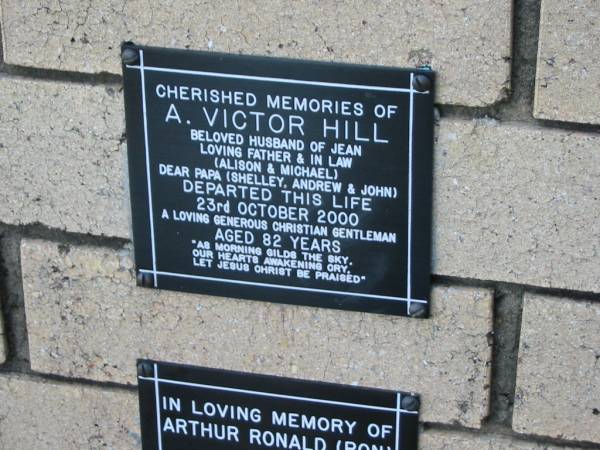 CHERISHED MEMORIES OF
A. VICTOR HILL
BELOVED HUSBAND OF JEAN
LOVING FATHER & IN LAW
(ALISON & MICHAEL)
DEAR PAPA (SHELLEY, ANDREW & JOHN)
DEPARTED THIS LIFE
23rd OCTOBER 2000
A LOVING GENEROUS CHRISTIAN GENTLEMAN
AGED 82 YEARS
"AS MORNING GILDS THE SKY,
OUR HEARTS AWAKENING CRY,
LET JESUS CHRIST BE PRAISED"
IN LOVING MEMORY OF
ARTHUR RONALD (RON)